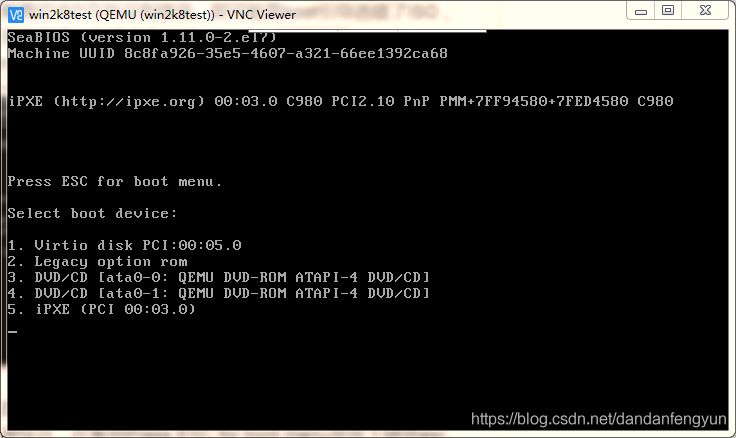 win2k8test (QEMU (win2k8test)) - VNC Viewer
SeaBIOS (version 1.11.0-2.el7)
Machine UUID 8c8fa926-35e5-4607-a321-66ee1392ca68
iPXE (http://ipxe.org) 00:03.0 C980 PCI2.10 PnP PMM+7FF94580+7FED4580 C980
Press ESC for boot menu.
Select boot device:
1. Virtio disk PCI:00:05.0
2. Legacy option rom
3. DVD/CD [ata0-0: QEMU DVD-ROM ATAPI-4 DVD/CD]
4. DVD/CD [ata0-1: QEMU DVD-ROM ATAPI-4 DVD/CD]
5. iPXE (PCI 00:03.0)
https://blog.csdn.net/dandanfengyun